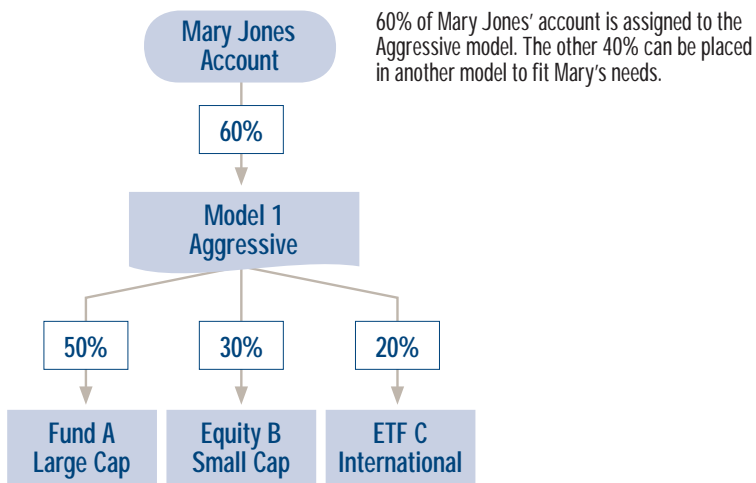 Mary Jones
Account
60% of Mary Jones’ account is assigned to the
Aggressive model. The other 40% can be placed
in another model to fit Mary’s needs.
60%
Model 1
Aggressive
50%
30%
20%
Fund A
Large Cap
Equity B
Small Cap
ETF C
International